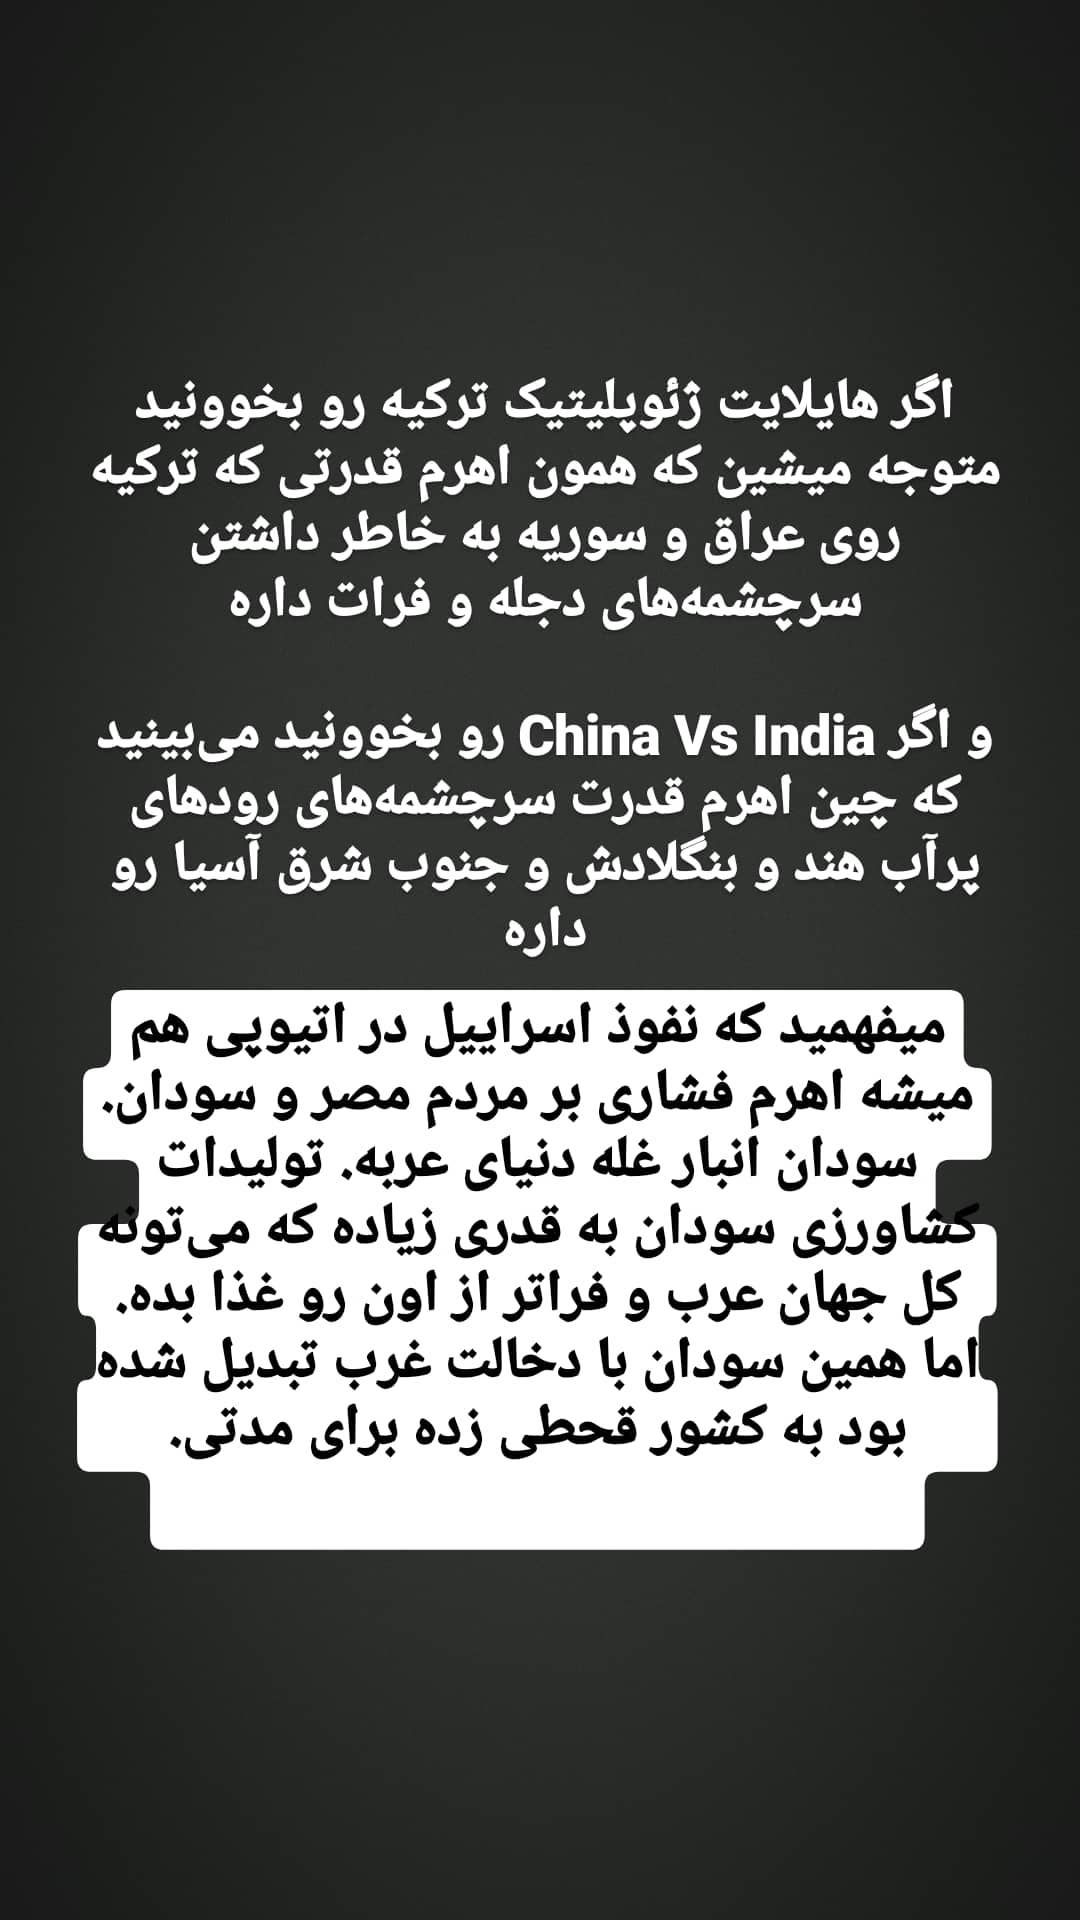 اگر هایلایت ژئوپلیتیک ترکیه رو بخوونید
متوجه میشین که همون اهرم قدرتی که ترکیه
روی عراق و سوریه به خاطر داشتن
سرچشمه‌های دجله و فرات داره
و اگر China Vs India رو بخوونید می‌بینید
که چین اهرم قدرت سرچشمه‌های رودهای
پرآب هند و بنگلادش و جنوب شرق آسیا رو
داره
میفهمید که نفوذ اسراییل در اتیوپی هم
میشه اهرم فشاری بر مردم مصر و سودان.
سودان انبار غله دنیای عربه. تولیدات
کشاورزی سودان به قدری زیاده که می‌تونه
کل جهان عرب و فراتر از اون رو غذا بده.
اما همین سودان با دخالت غرب تبدیل شده
بود به کشور قحطی زده برای مدتی.